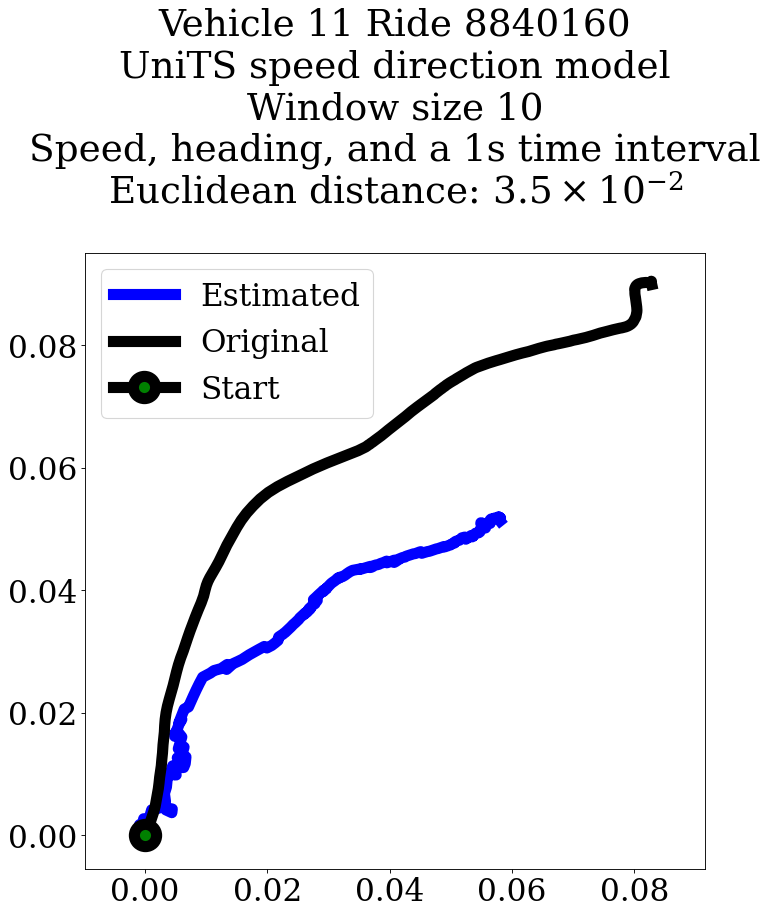 Vehicle 11 Ride 8840160
UniTS speed direction model
Window size 10
Speed, heading, and a 1s time interval
Euclidean distance: 3.5 × 10⁻²
Estimated
Original
Start
0.08
0.06
0.04
0.02
0.00
0.00 0.02 0.04 0.06 0.08